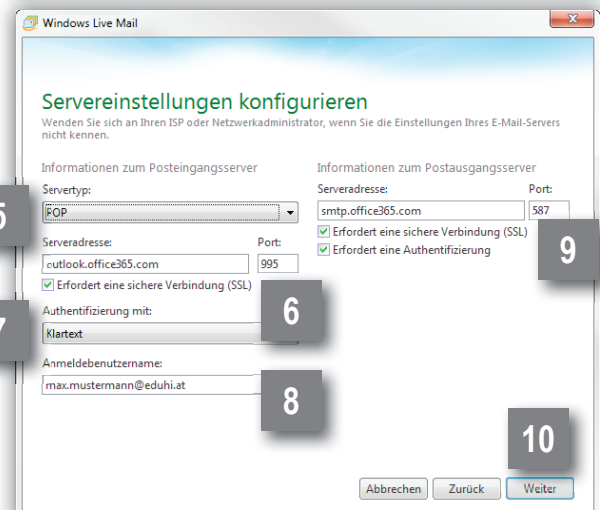 Windows Live Mail
Servereinstellungen konfigurieren
Wenden Sie sich an Ihren ISP oder Netzwerkadministrator, wenn Sie die Einstellungen Ihres E-Mail-Servers
nicht kennen.
Informationen zum Posteingangsserver
Servertyp:
5
POP
Serveradresse:
Port:
outlook.office365.com
995
Erfordert eine sichere Verbindung (SSL)
6
7
Authentifizierung mit:
Klartext
Anmeldebenutzername:
max.mustermann@eduhi.at
8
Informationen zum Postausgangsserver
Serveradresse:
Port:
smtp.office365.com
587
Erfordert eine sichere Verbindung (SSL)
Erfordert eine Authentifizierung
9
10
Abbrechen
Zurück
Weiter